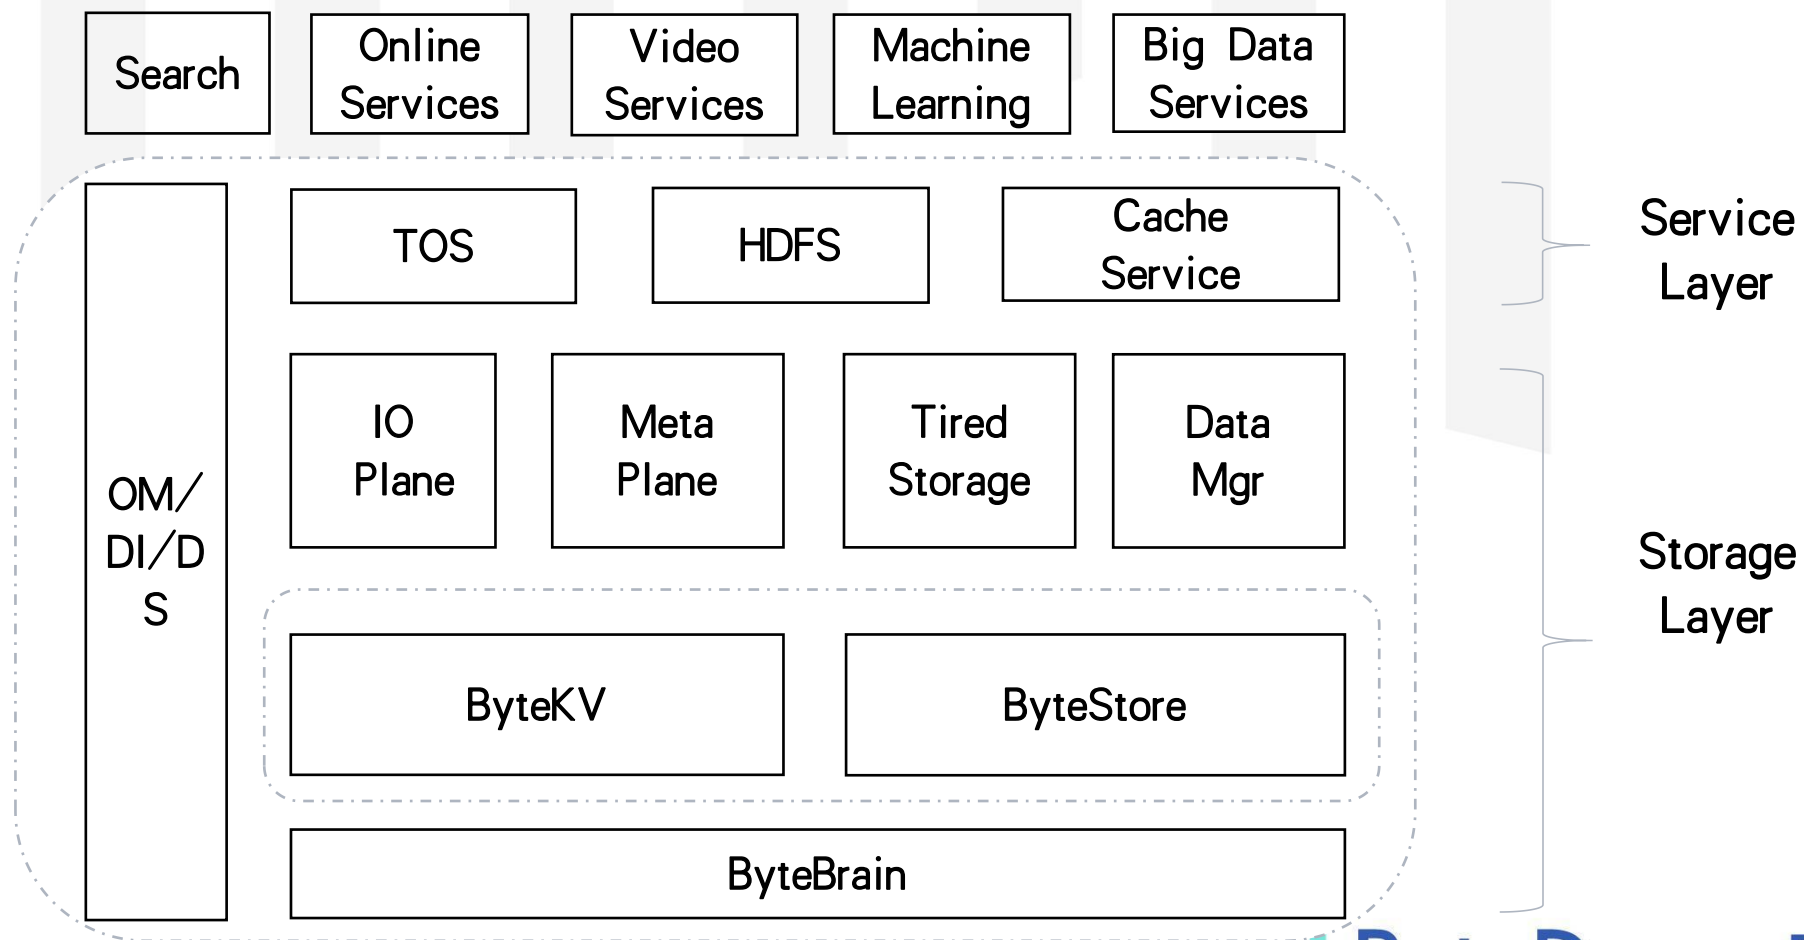 Search
Online
Services
Video
Services
Machine
Learning
Big Data
Services
TOS
HDFS
Cache
Service
Service
Layer
IO
Plane
Meta
Plane
Tired
Storage
Data
Mgr
OM/
DI/D
S
Storage
Layer
ByteKV
ByteStore
ByteBrain